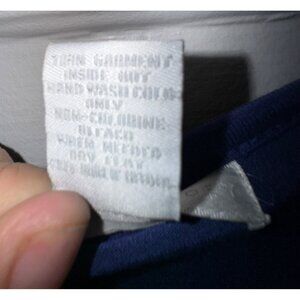 TURN GARMENT
INSIDE OUT
HAND WASH COLD
ONLY
NON-CHLORINE
BLEACH
WHEN NEEDED
DRY FLAT